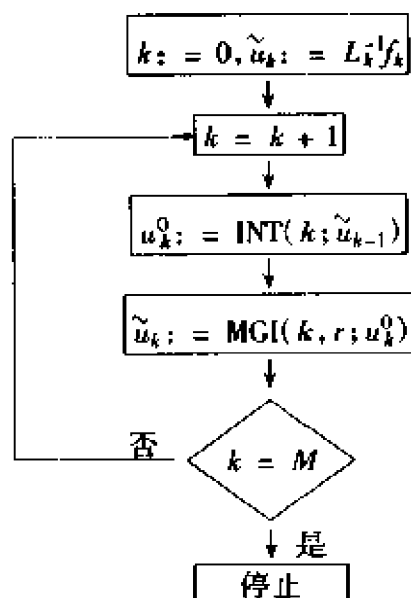 k: = 0, ũ_k: = L_k^{-1} f_k
k = k + 1
u_k^0: = INT(k; ũ_{k-1})
ũ_k: = MGI(k, r; u_k^0)
否
k = M
是
停止